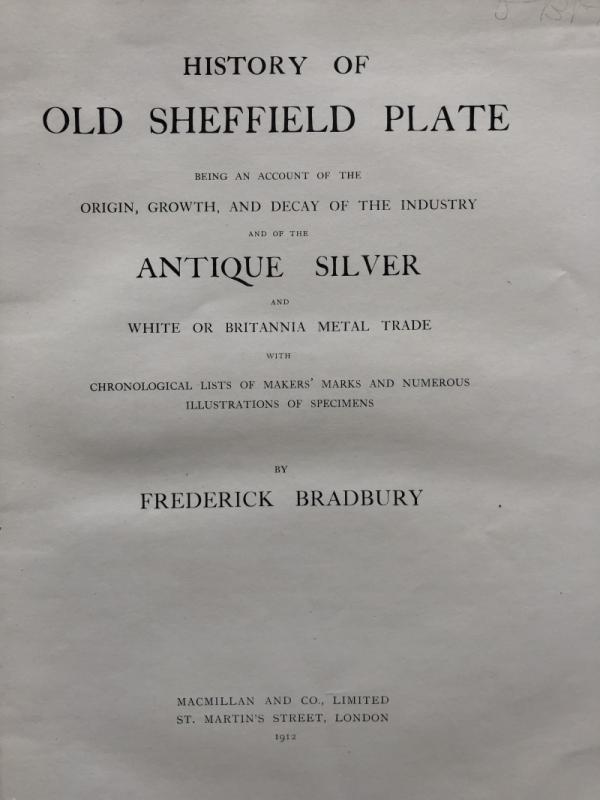 HISTORY OF
OLD SHEFFIELD PLATE
BEING AN ACCOUNT OF THE
ORIGIN, GROWTH, AND DECAY OF THE INDUSTRY
AND OF THE
ANTIQUE SILVER
AND
WHITE OR BRITANNIA METAL TRADE
WITH
CHRONOLOGICAL LISTS OF MAKERS' MARKS AND NUMEROUS
ILLUSTRATIONS OF SPECIMENS
BY
FREDERICK BRADBURY
MACMILLAN AND CO., LIMITED
ST. MARTIN'S STREET, LONDON
1912